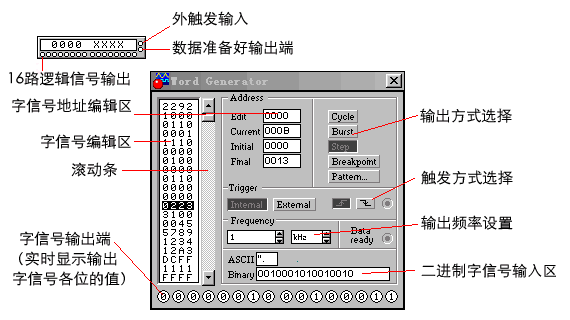 外触发输入
0000 XXXX
数据准备好输出端
16路逻辑信号输出
Word Generator
字信号地址编辑区
字信号编辑区
滚动条
2292
1000
0110
0001
1110
0000
0100
0000
0110
0000
0000
0223
3100
0045
5789
1234
12A3
DCFF
1111
FFFF
Address
Edit 0000
Current 000B
Initial 0000
Final 0013
Cycle
Burst
Step
Breakpoint
Pattern...
输出方式选择
Trigger
Internal External
触发方式选择
Frequency
1 kHz
Data
ready
输出频率设置
ASCII ".
Binary 0010001010010010
二进制字信号输入区
字信号输出端
(实时显示输出
字信号各位的值)
0 0 0 0 0 0 1 0 0 0 1 0 0 0 1 1